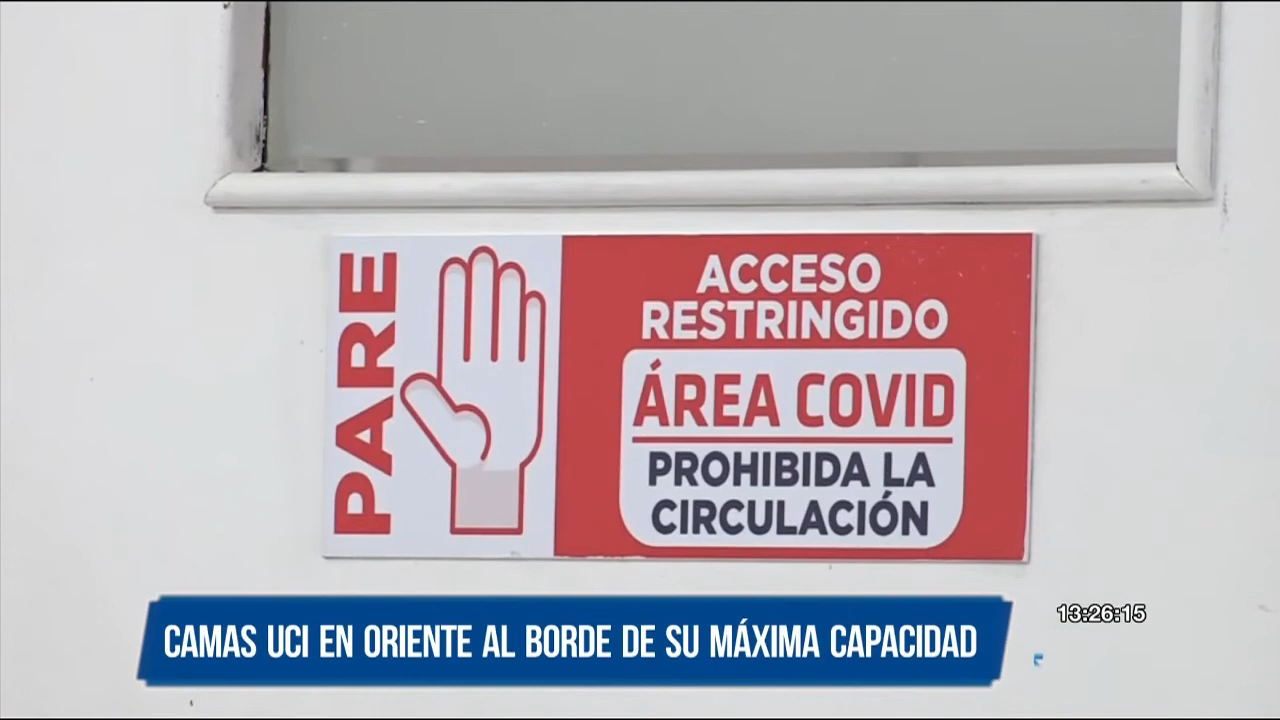 PARE
ACCESO
RESTRINGIDO
ÁREA COVID
PROHIBIDA LA
CIRCULACIÓN
CAMAS UCI EN ORIENTE AL BORDE DE SU MÁXIMA CAPACIDAD
13:26:15